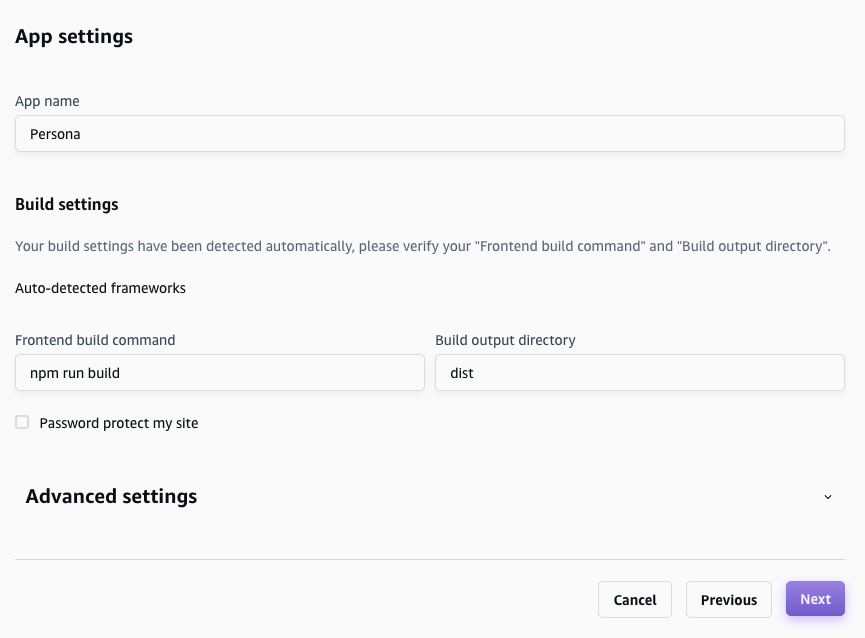 App settings
App name
Persona
Build settings
Your build settings have been detected automatically, please verify your "Frontend build command" and "Build output directory".
Auto-detected frameworks
Frontend build command
Build output directory
npm run build
dist
Password protect my site
Advanced settings
Cancel
Previous
Next